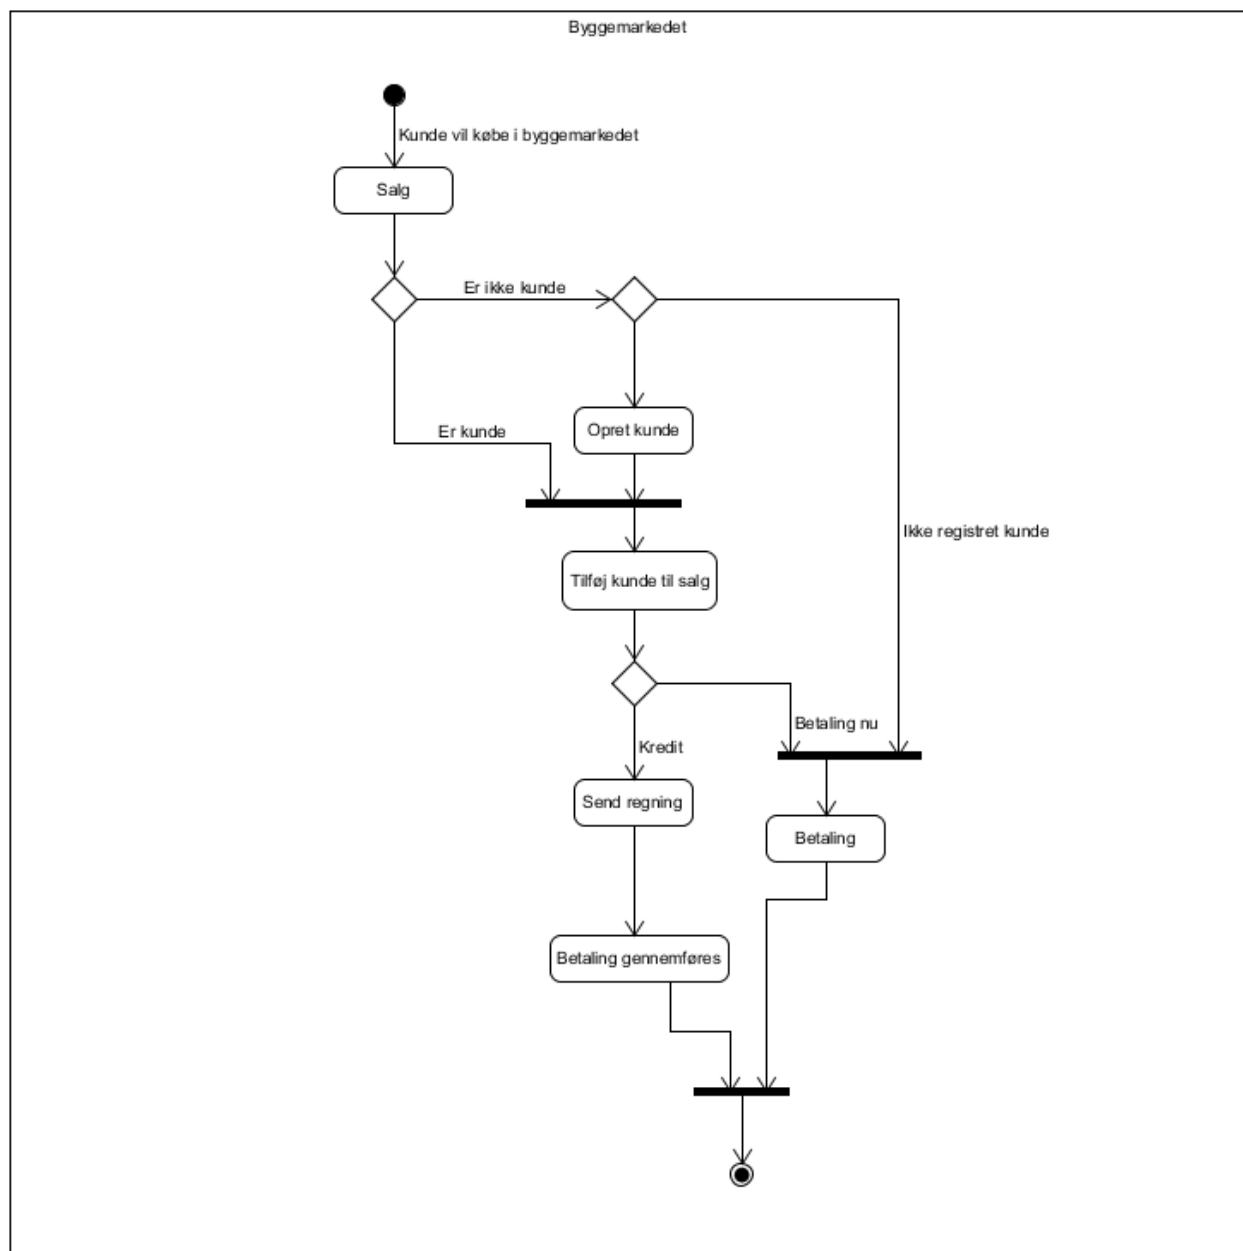 Byggemarkedet
Kunde vil købe i byggemarkedet
Salg
Er ikke kunde
Er kunde
Opret kunde
Ikke registret kunde
Tilføj kunde til salg
Betaling nu
Kredit
Send regning
Betaling
Betaling gennemføres